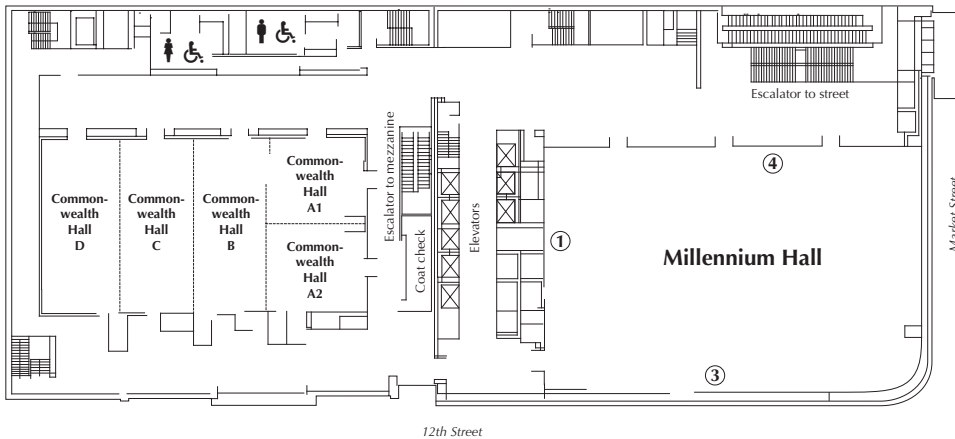 Escalator to street
Escalator to mezzanine
Common-
wealth
Hall
A1
Common-
wealth
Hall
D
Common-
wealth
Hall
C
Common-
wealth
Hall
B
Common-
wealth
Hall
A2
Coat check
Elevators
4
1
Millennium Hall
3
Market Street
12th Street